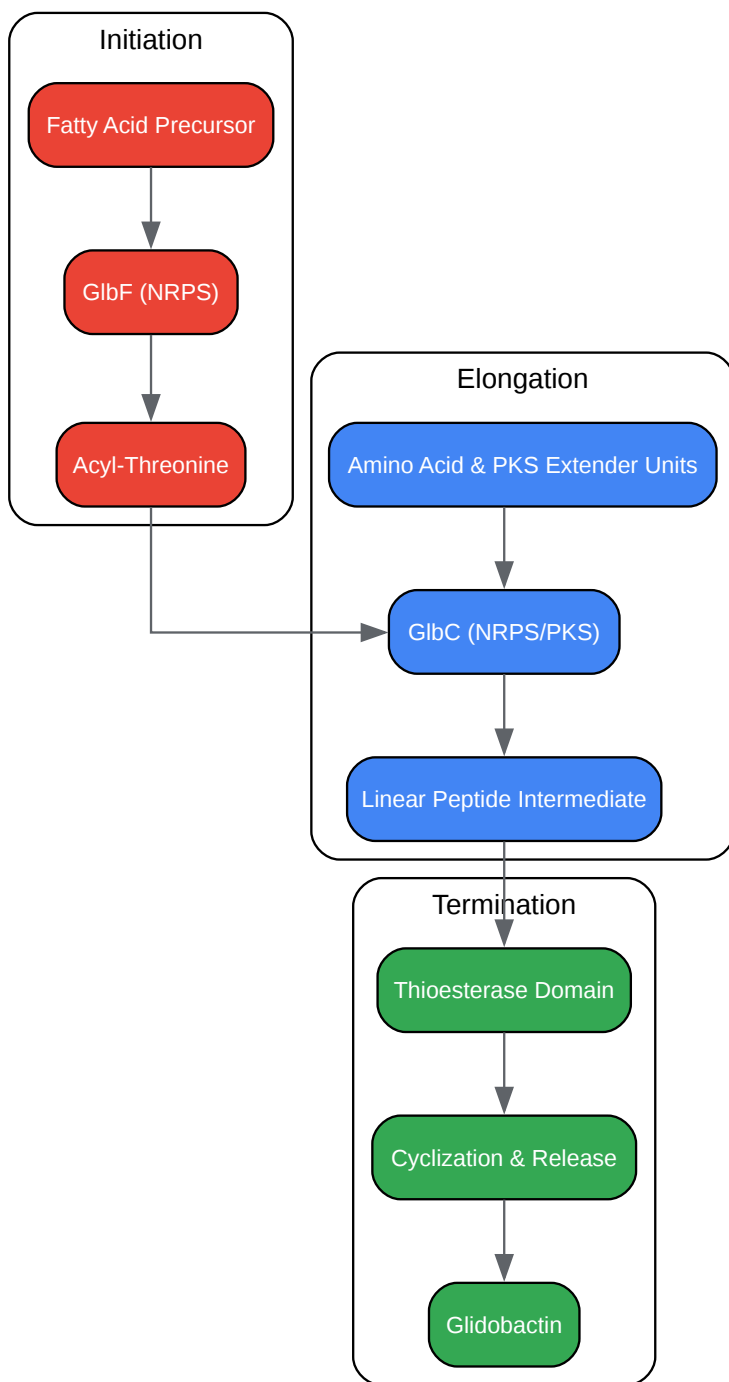 Initiation
Fatty Acid Precursor
GlbF (NRPS)
Acyl-Threonine
Elongation
Amino Acid & PKS Extender Units
GlbC (NRPS/PKS)
Linear Peptide Intermediate
Termination
Thioesterase Domain
Cyclization & Release
Glidobactin